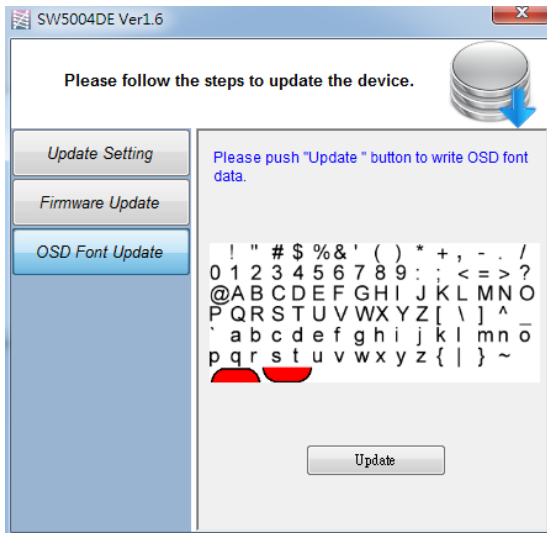 SW5004DE Ver1.6
x
Please follow the steps to update the device.
Update Setting
Firmware Update
OSD Font Update
Please push "Update " button to write OSD font
data.
! " # $ % & ' ( ) * + , - . /
0 1 2 3 4 5 6 7 8 9 : ; < = > ?
@ A B C D E F G H I J K L M N O
P Q R S T U V W X Y Z [ \ ] ^ _
` a b c d e f g h i j k l m n o
p q r s t u v w x y z { | } ~
Update